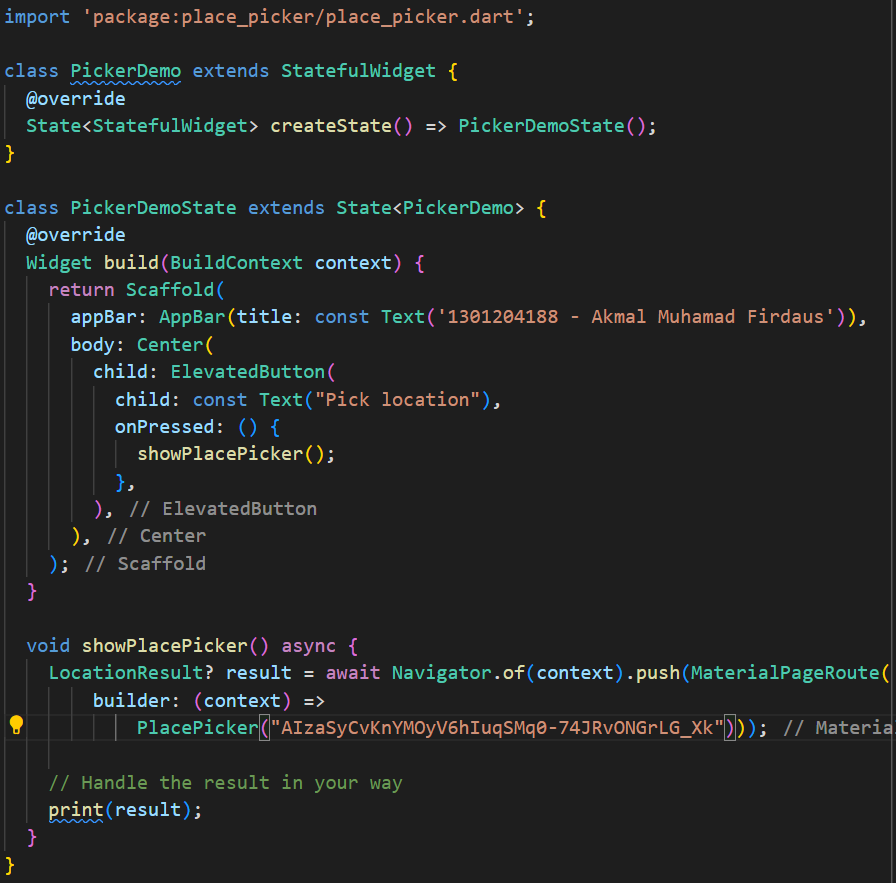 import 'package:place_picker/place_picker.dart';
class PickerDemo extends StatefulWidget {
@override
State<StatefulWidget> createState() => PickerDemoState();
}
class PickerDemoState extends State<PickerDemo> {
@override
Widget build(BuildContext context) {
return Scaffold(
appBar: AppBar(title: const Text('1301204188 - Akmal Muhamad Firdaus')),
body: Center(
child: ElevatedButton(
child: const Text("Pick location"),
onPressed: () {
showPlacePicker();
},
), // ElevatedButton
), // Center
); // Scaffold
}
void showPlacePicker() async {
LocationResult? result = await Navigator.of(context).push(MaterialPageRoute(
builder: (context) =>
PlacePicker("AIzaSyCvKnYMOyV6hIuqSMq0-74JRvONGrLG_Xk"))); // Materia
// Handle the result in your way
print(result);
}
}